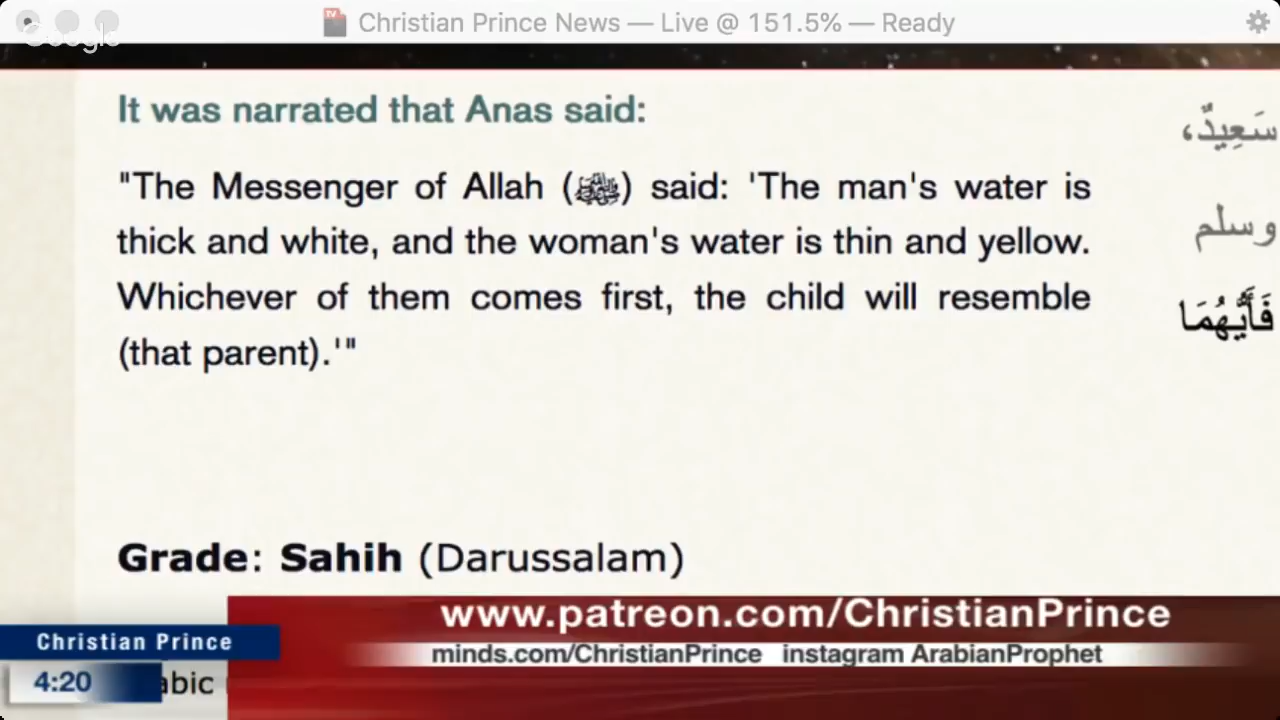 Christian Prince News — Live @ 151.5% — Ready
Google
It was narrated that Anas said:
سَعِيدٌ،
"The Messenger of Allah (ﷺ) said: 'The man's water is
thick and white, and the woman's water is thin and yellow.
وسلم
Whichever of them comes first, the child will resemble
فَأَيُّهُمَا
(that parent).'"
Grade: Sahih (Darussalam)
www.patreon.com/ChristianPrince
Christian Prince
minds.com/ChristianPrince instagram ArabianProphet
4:20
abic